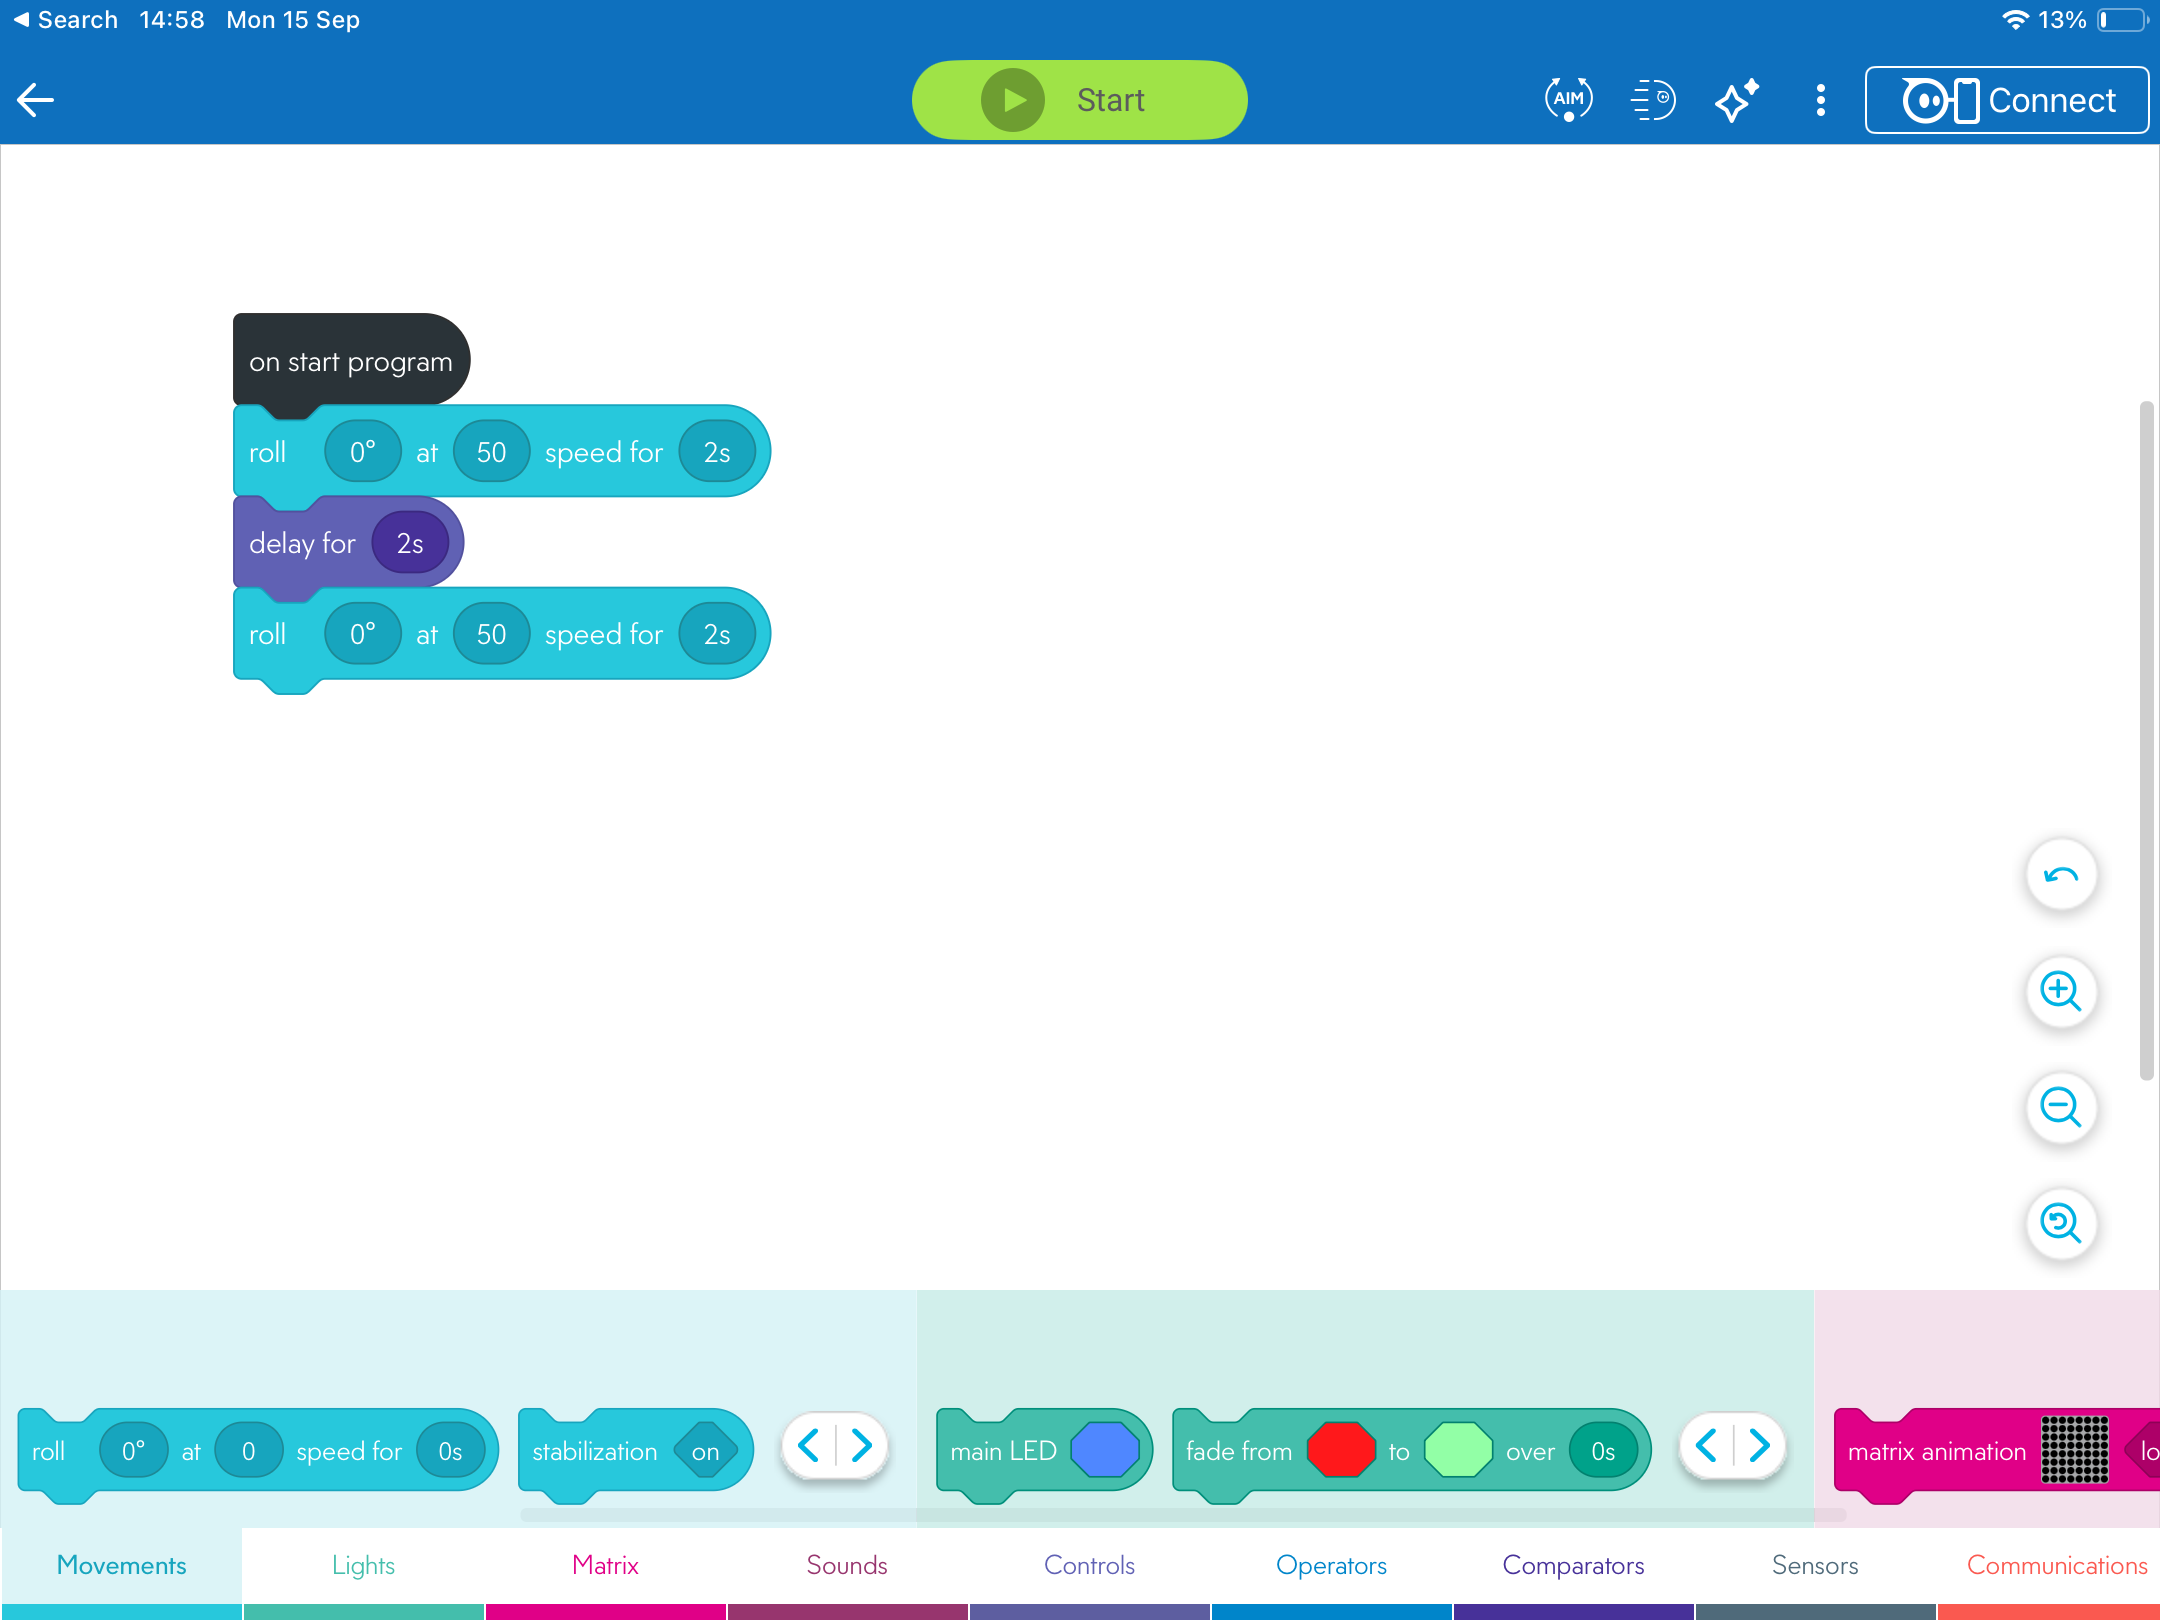 Search 14:58 Mon 15 Sep 13%
Start AIM Connect
on start program
roll 0° at 50 speed for 2s
delay for 2s
roll 0° at 50 speed for 2s
roll 0° at 0 speed for 0s stabilization on main LED fade from to over 0s matrix animation lo
Movements Lights Matrix Sounds Controls Operators Comparators Sensors Communications